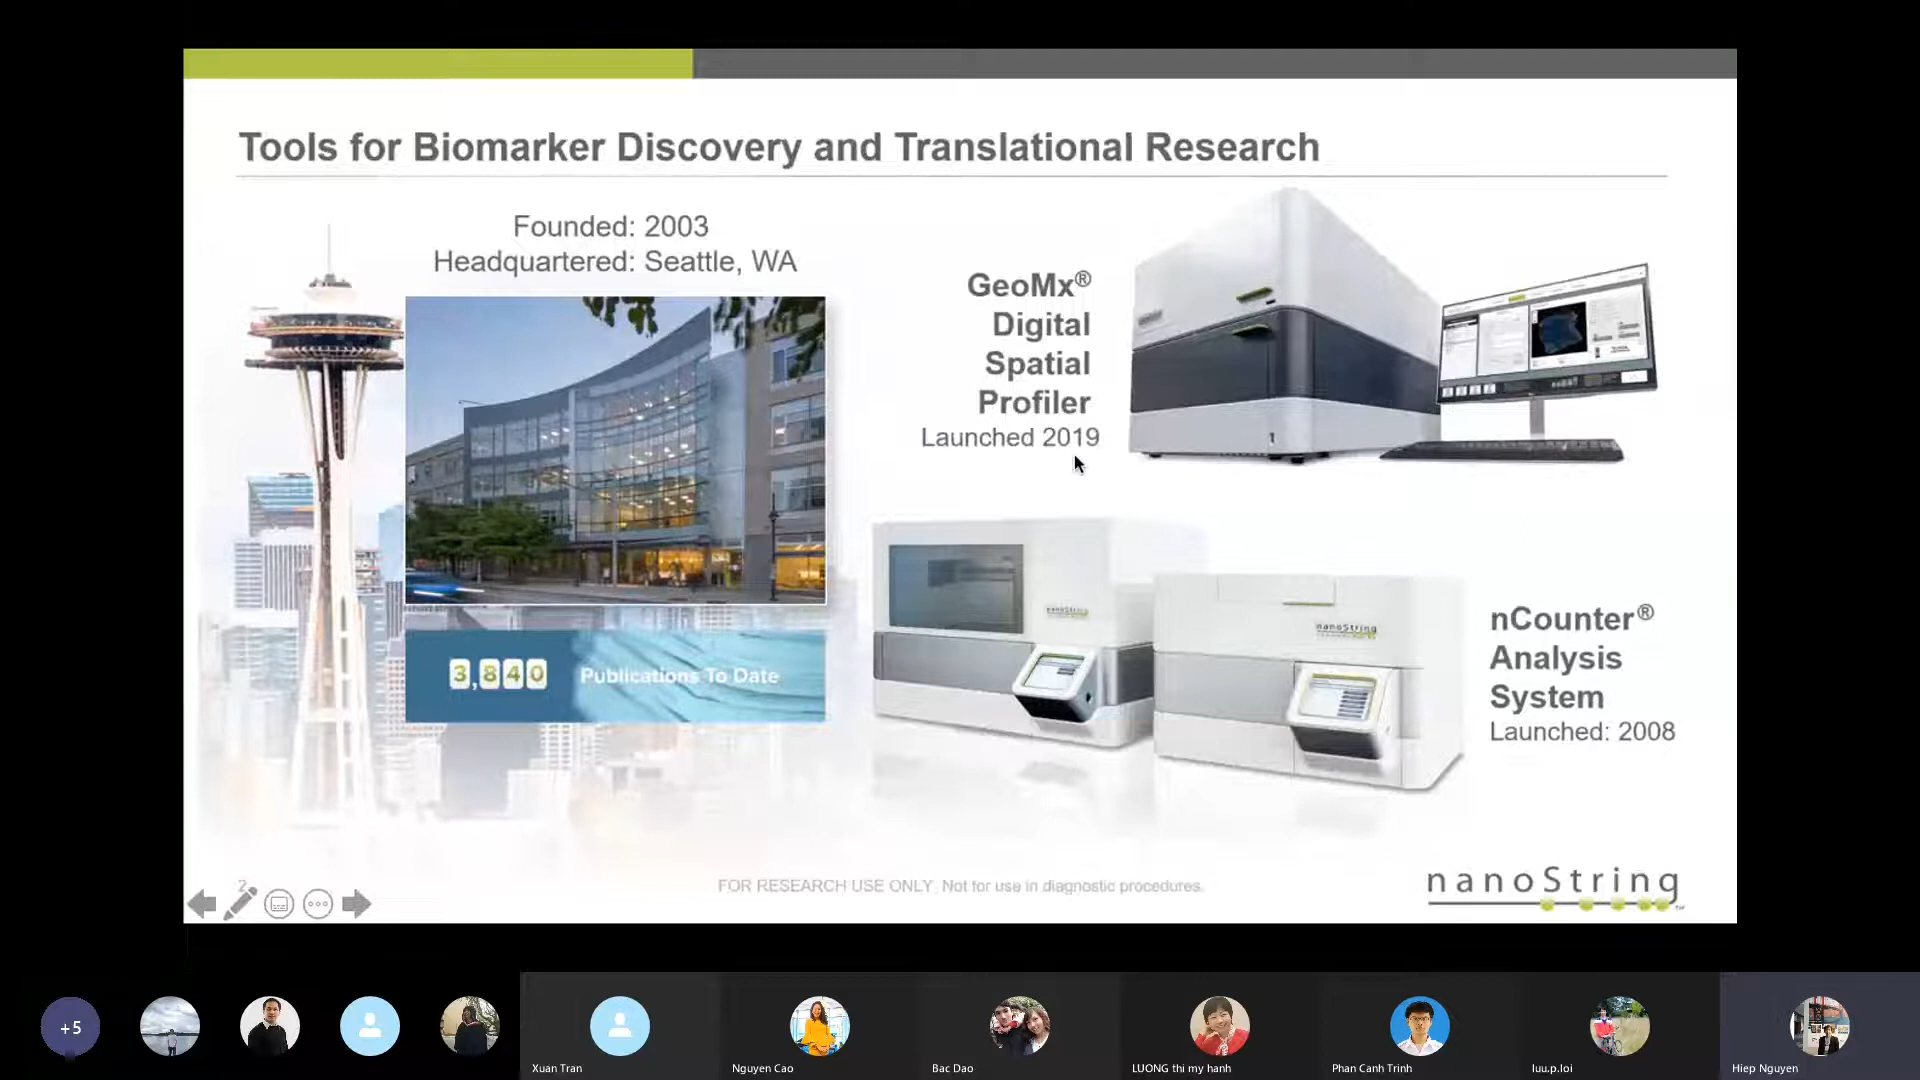 Tools for Biomarker Discovery and Translational Research
Founded: 2003
Headquartered: Seattle, WA
3,840 Publications To Date
GeoMx®
Digital
Spatial
Profiler
Launched 2019
nanoString
nanoString
nCounter®
Analysis
System
Launched: 2008
2
FOR RESEARCH USE ONLY. Not for use in diagnostic procedures.
nanoString
+5
Xuan Tran
Nguyen Cao
Bac Dao
LUONG thi my hanh
Phan Canh Trinh
luu.p.loi
Hiep Nguyen